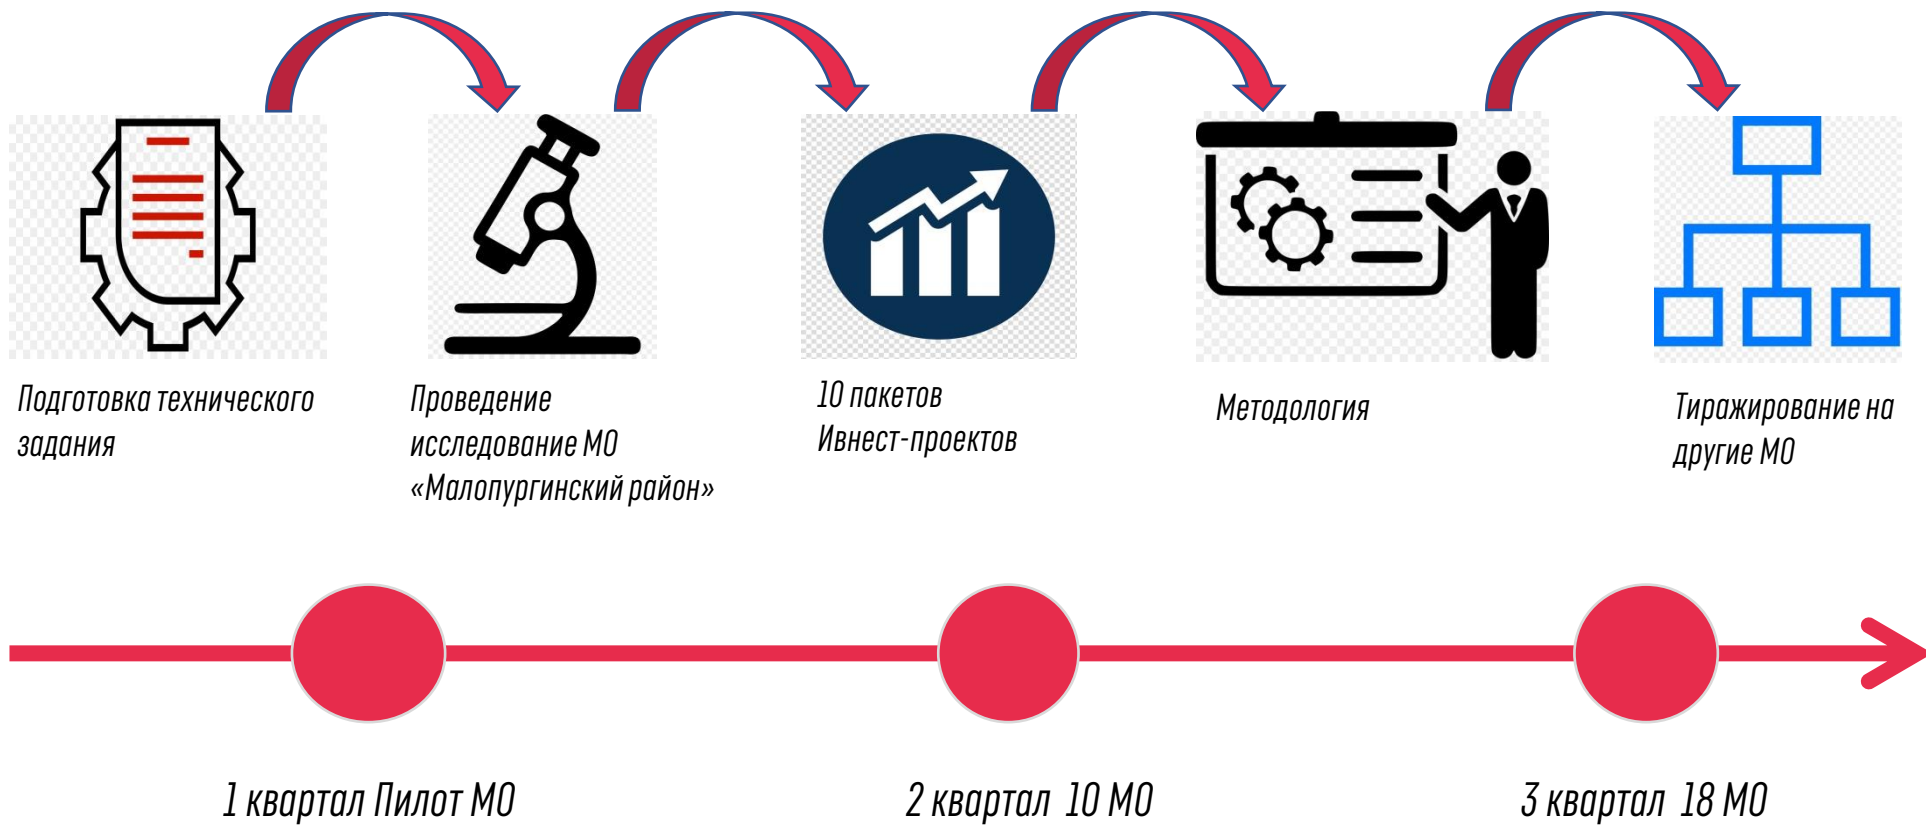 Подготовка технического
задания
Проведение
исследование МО
«Малопургинский район»
10 пакетов
Ивнест-проектов
Методология
Тиражирование на
другие МО
1 квартал Пилот МО
2 квартал 10 МО
3 квартал 18 МО